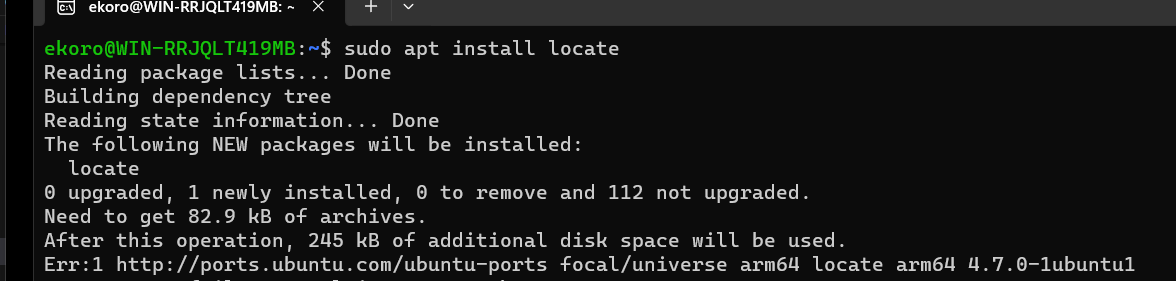 ekoro@WIN-RRJQLT419MB: ~
ekoro@WIN-RRJQLT419MB:~$ sudo apt install locate
Reading package lists... Done
Building dependency tree
Reading state information... Done
The following NEW packages will be installed:
  locate
0 upgraded, 1 newly installed, 0 to remove and 112 not upgraded.
Need to get 82.9 kB of archives.
After this operation, 245 kB of additional disk space will be used.
Err:1 http://ports.ubuntu.com/ubuntu-ports focal/universe arm64 locate arm64 4.7.0-1ubuntu1